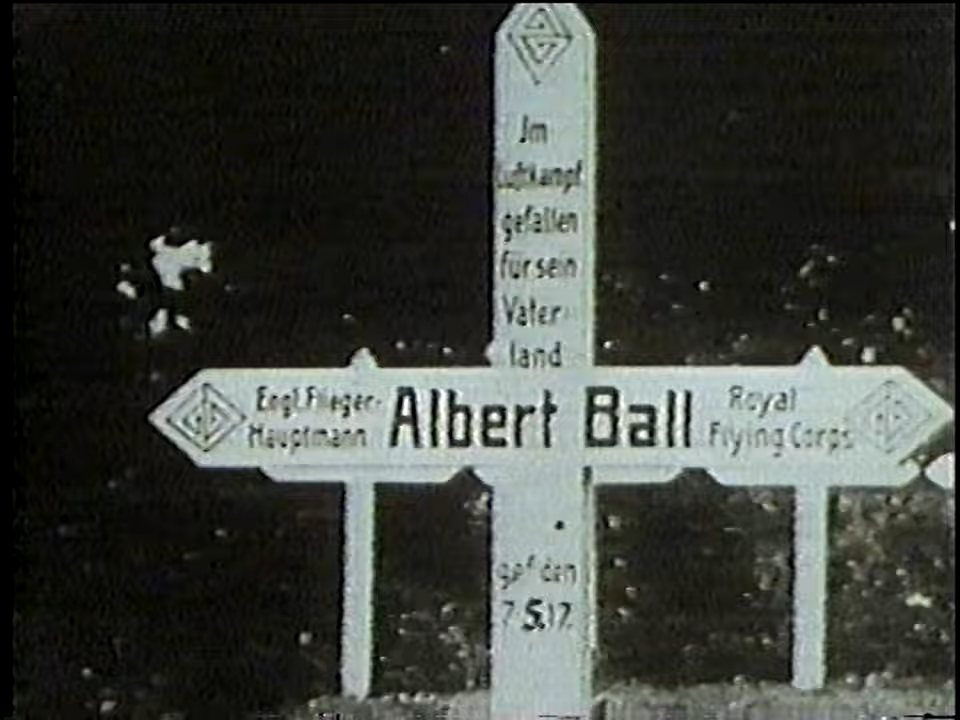 Im
Luftkampf
gefallen
für sein
Vater-
land
Engl. Flieger-
Hauptmann
Albert Ball
Royal
Flying Corps
gef. den
7.5.17.